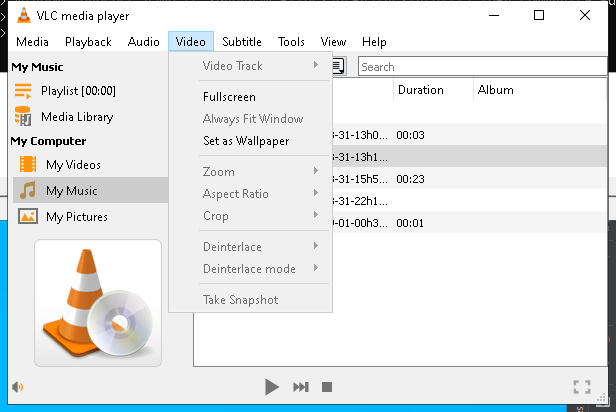 VLC media player
Media Playback Audio Video Subtitle Tools View Help
My Music
Playlist [00:00]
Media Library
My Computer
My Videos
My Music
My Pictures
Video Track
Fullscreen
Always Fit Window
Set as Wallpaper
Zoom
Aspect Ratio
Crop
Deinterlace
Deinterlace mode
Take Snapshot
Search
Duration Album
-31-13h0... 00:03
-31-13h1...
-31-15h5... 00:23
-31-22h1...
-01-00h3... 00:01